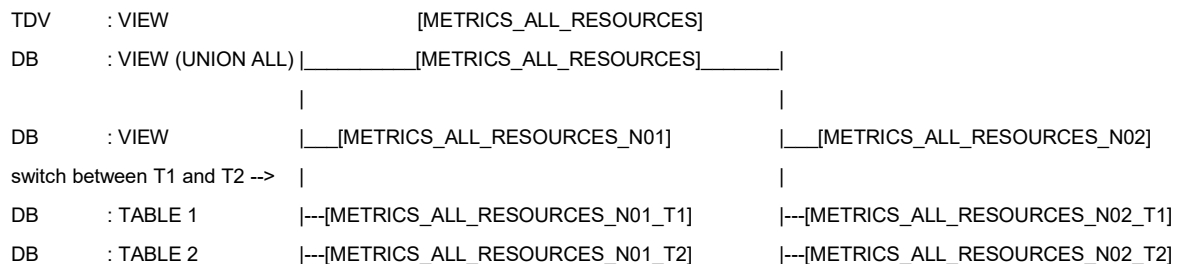 TDV : VIEW [METRICS_ALL_RESOURCES]
DB : VIEW (UNION ALL) |__________[METRICS_ALL_RESOURCES]_______|
| |
DB : VIEW |___[METRICS_ALL_RESOURCES_N01] |___[METRICS_ALL_RESOURCES_N02]
switch between T1 and T2 --> | |
DB : TABLE 1 |---[METRICS_ALL_RESOURCES_N01_T1] |---[METRICS_ALL_RESOURCES_N02_T1]
DB : TABLE 2 |---[METRICS_ALL_RESOURCES_N01_T2] |---[METRICS_ALL_RESOURCES_N02_T2]